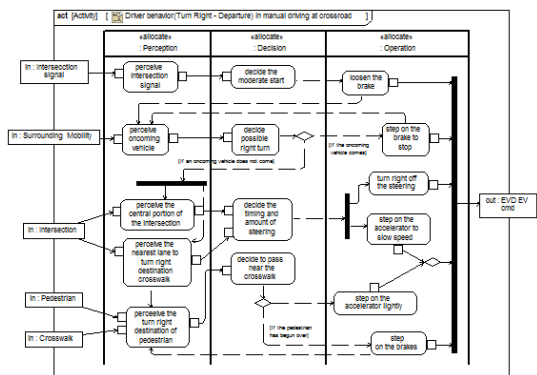 act [Activity] [ Driver behavior(Turn Right - Departure) in manual driving at crossroad ]
«allocate»
: Perception
«allocate»
: Decision
«allocate»
: Operation
in : Intersecction
signal
perceive
intersection
signal
decide the
moderate start
loosen the
brake
in : Surrounding Mobility
perceive
oncoming
vehicle
decide
possible
right turn
[if the oncoming
vehicle comes]
step on the
brake to
stop
[if an oncoming vehicle does not come]
turn right off
the steering
in : Intersection
perceive the
central portion of
the intersection
decide the
timing and
amount of
steering
step on the
accelerator to
slow speed
out : EVD EV
cmd
perceive the
nearest lane to
turn right
destination
crosswalk
decide to pass
near the
crosswalk
step on the
accelerator lightly
in : Pedestrian
in : Crosswalk
perceive the
turn right
destination of
pedestrian
[if the pedestrian
has begun over]
step
on the brakes